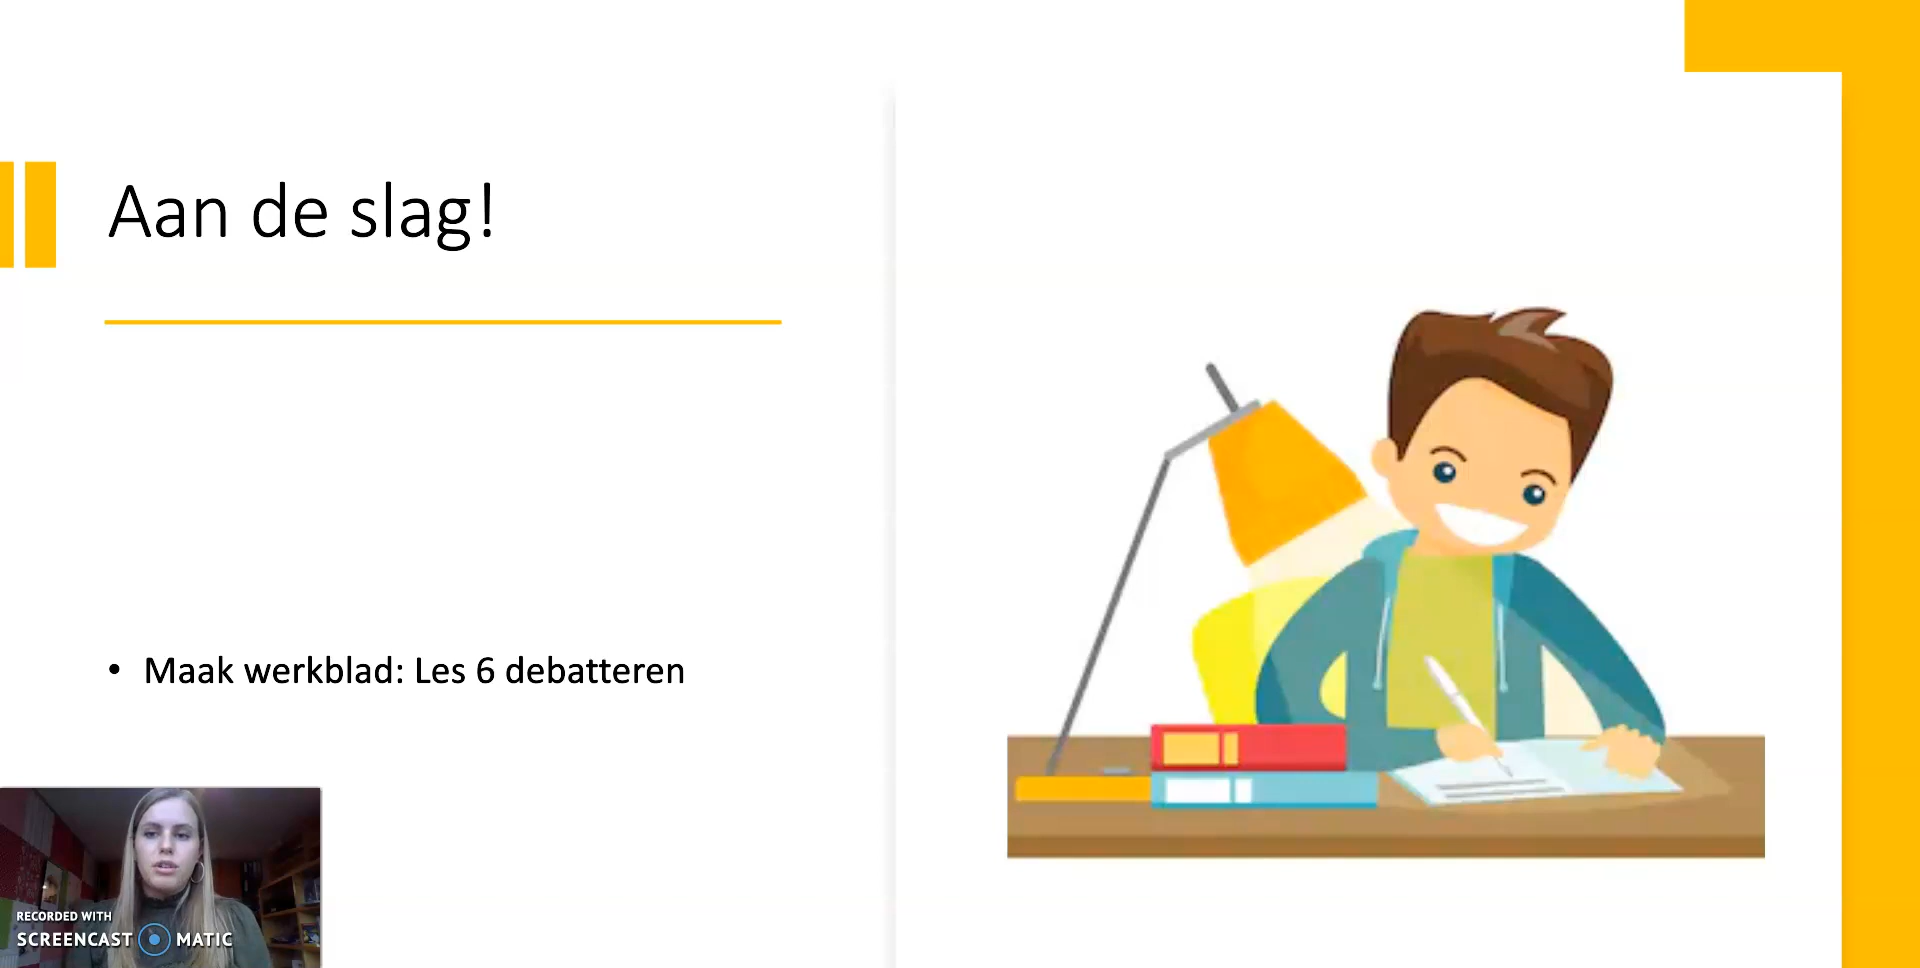 Aan de slag!
• Maak werkblad: Les 6 debatteren
RECORDED WITH
SCREENCAST MATIC